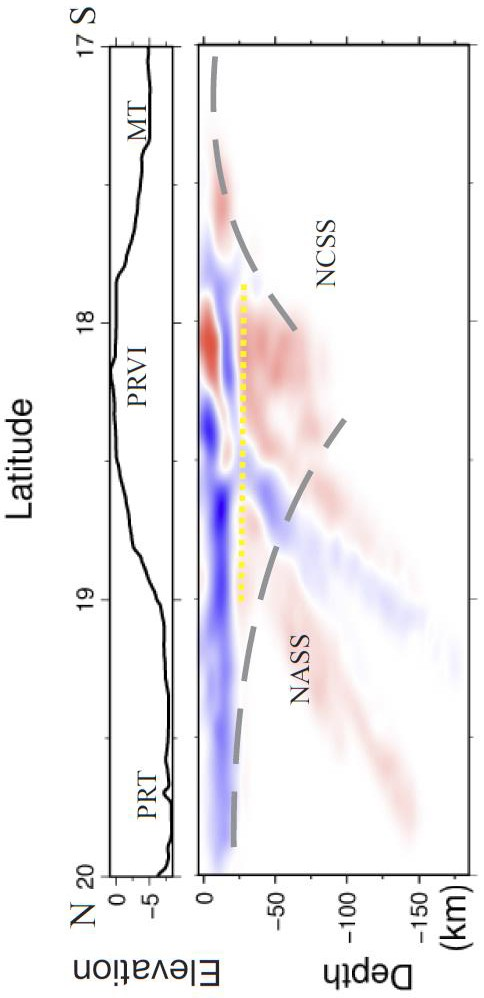 Latitude
N
20
19
18
17
S
Elevation
0
−5
PRT
PRVI
MT
Depth
0
−50
−100
−150
(km)
NASS
NCSS